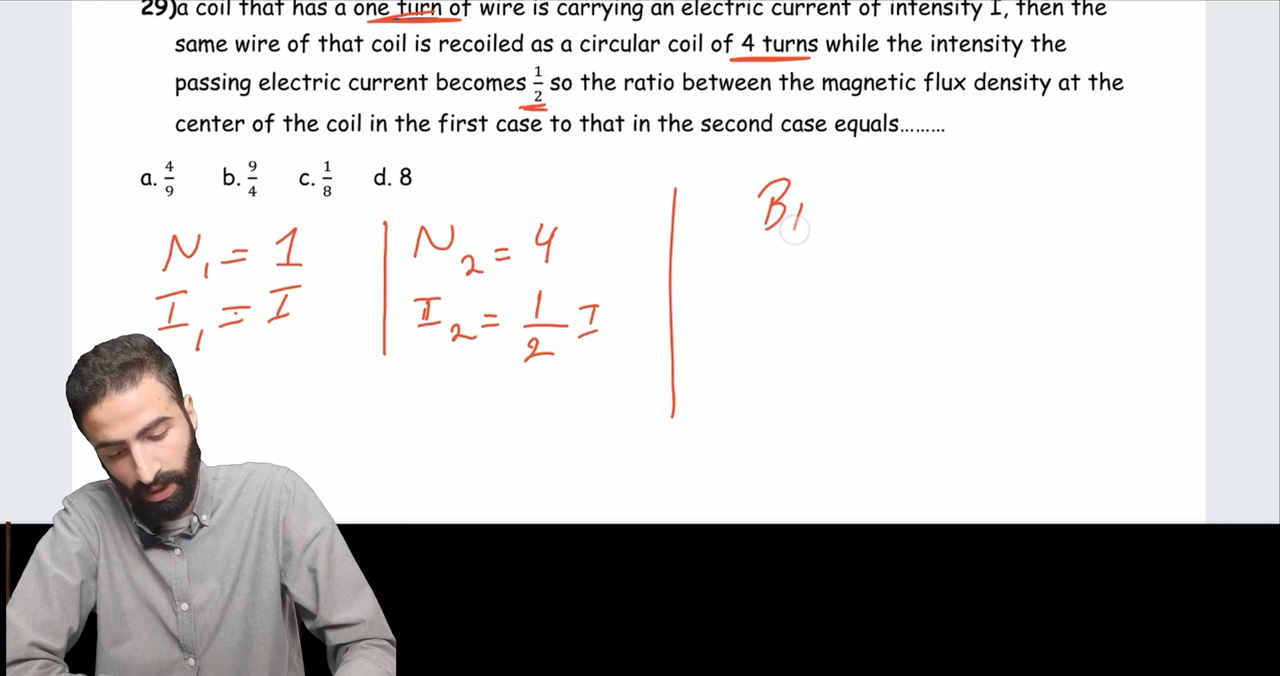 29)a coil that has a one turn of wire is carrying an electric current of intensity I, then the
same wire of that coil is recoiled as a circular coil of 4 turns while the intensity the
passing electric current becomes 1/2 so the ratio between the magnetic flux density at the
center of the coil in the first case to that in the second case equals.........
a. 4/9 b. 9/4 c. 1/8 d. 8
N₁ = 1
I₁ = I
N₂ = 4
I₂ = 1/2 I
B₁